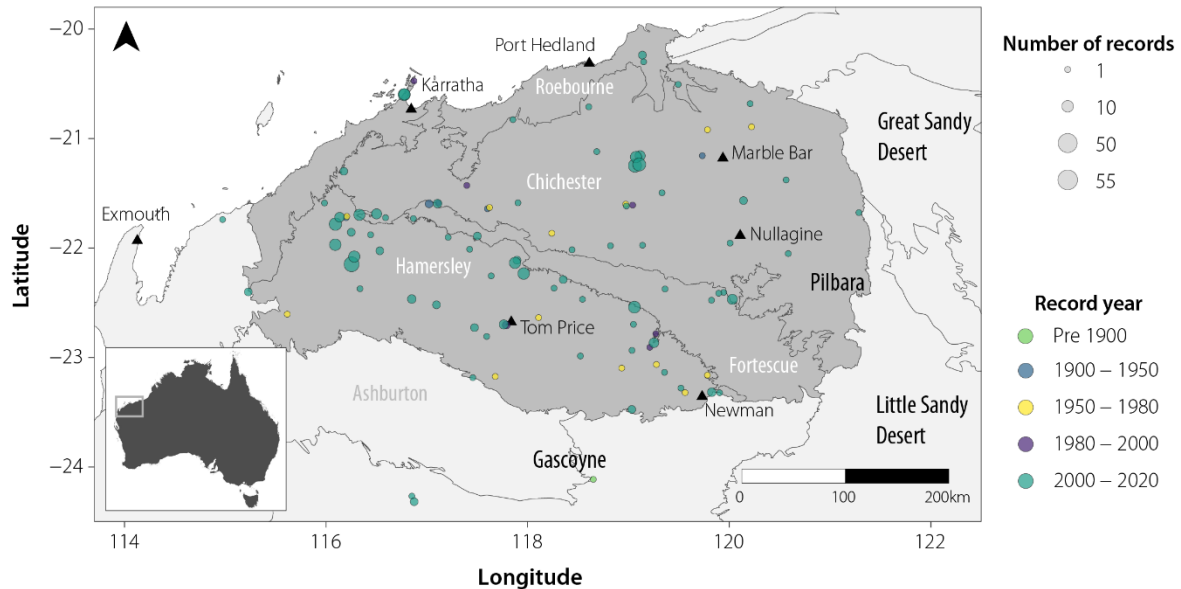 −20
−21
−22
−23
−24
Latitude
114
116
118
120
122
Longitude
Port Hedland
Karratha
Roebourne
Great Sandy
Desert
Marble Bar
Chichester
Exmouth
Nullagine
Hamersley
Pilbara
Tom Price
Fortescue
Ashburton
Newman
Little Sandy
Desert
Gascoyne
0
100
200km
Number of records
1
10
50
55
Record year
Pre 1900
1900 – 1950
1950 – 1980
1980 – 2000
2000 – 2020